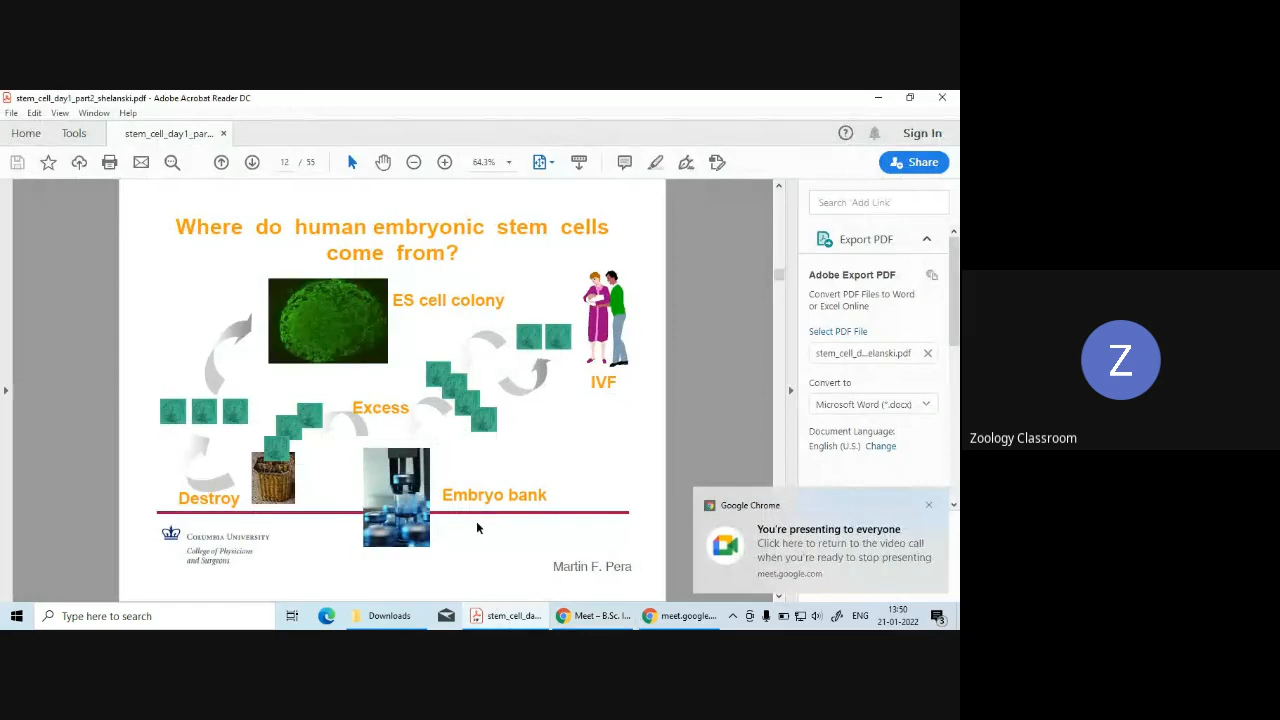 stem_cell_day1_part2_shelanski.pdf - Adobe Acrobat Reader DC
File Edit View Window Help
Home Tools stem_cell_day1_par... × Sign In
12 / 55 64.3% Share
Where do human embryonic stem cells
come from?
ES cell colony
IVF
Excess
Destroy
Embryo bank
COLUMBIA UNIVERSITY
College of Physicians
and Surgeons
Martin F. Pera
Search 'Add Link'
Export PDF
Adobe Export PDF
Convert PDF Files to Word
or Excel Online
Select PDF File
stem_cell_d...elanski.pdf
Convert to
Microsoft Word (*.docx)
Document Language:
English (U.S.) Change
Google Chrome
You're presenting to everyone
Click here to return to the video call
when you're ready to stop presenting
meet.google.com
Type here to search
Downloads
stem_cell_da...
Meet – B.Sc. I...
meet.google....
ENG
13:50
21-01-2022
3
Z
Zoology Classroom